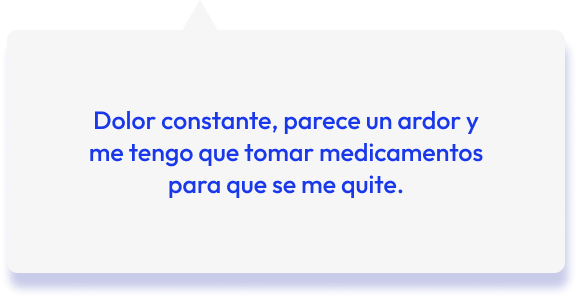 Dolor constante, parece un ardor y
me tengo que tomar medicamentos
para que se me quite.